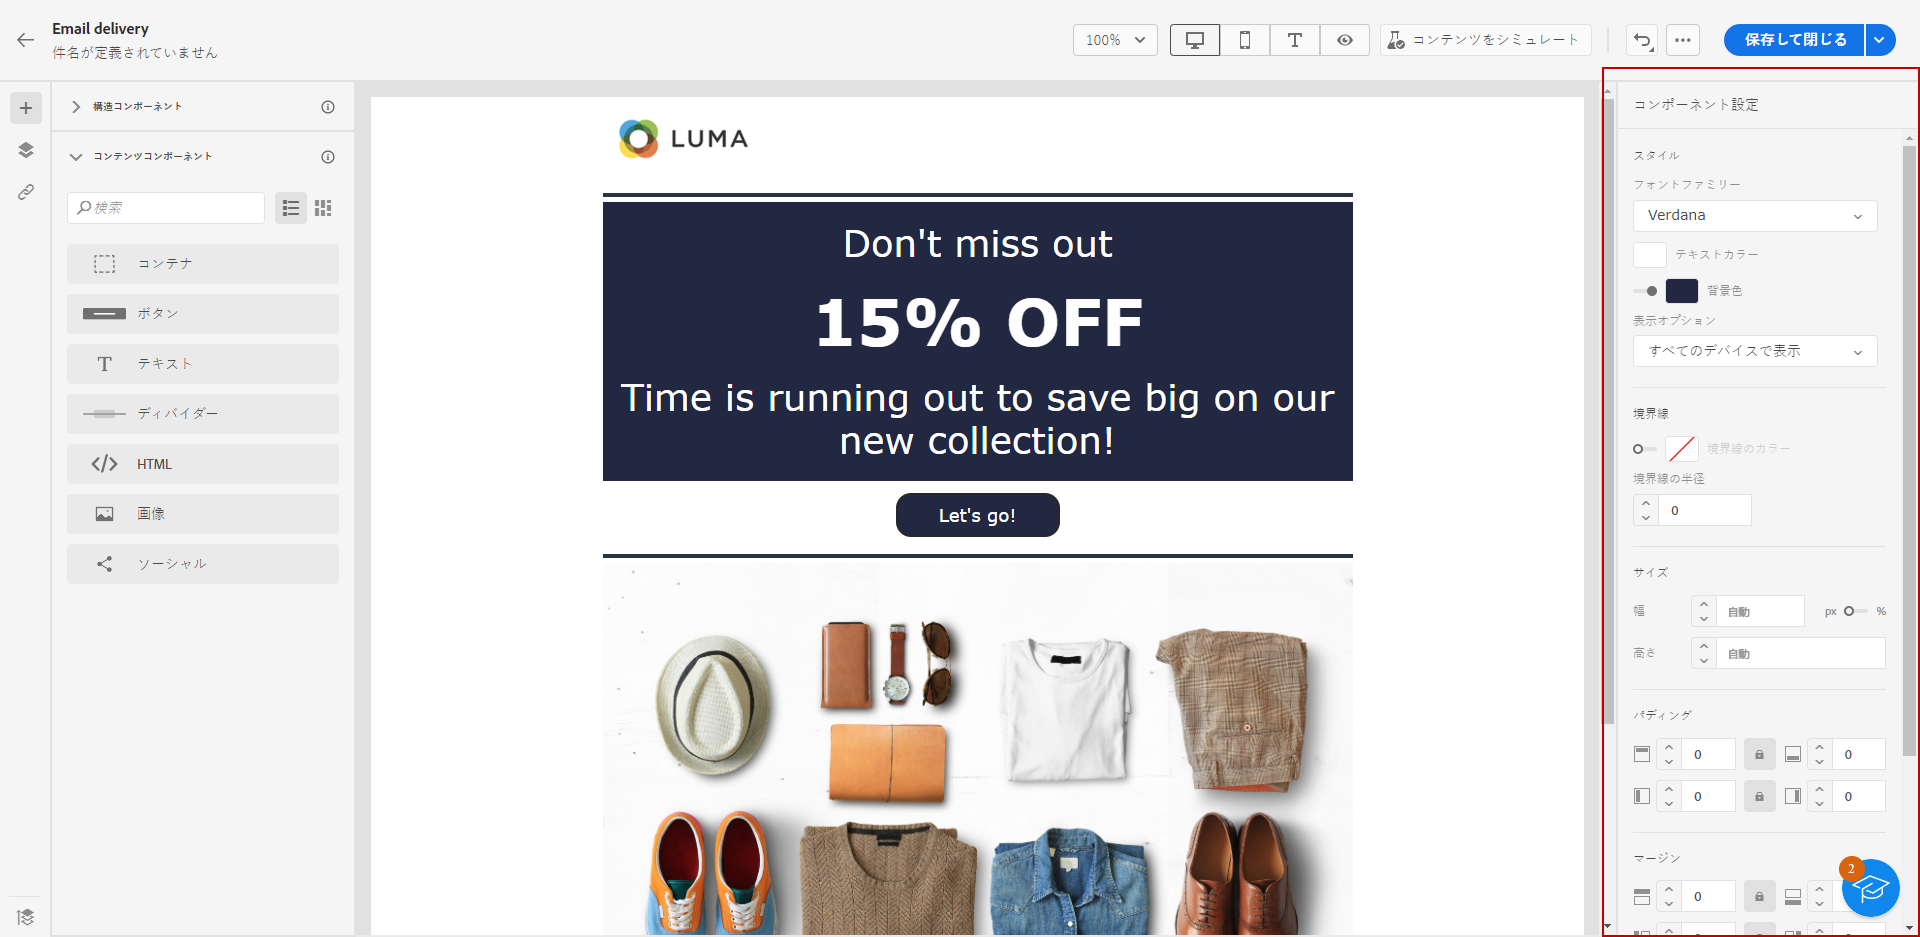 Email delivery
件名が定義されていません
100%
コンテンツをシミュレート
保存して閉じる
構造コンポーネント
コンテンツコンポーネント
検索
コンテナ
ボタン
テキスト
ディバイダー
HTML
画像
ソーシャル
LUMA
Don't miss out
15% OFF
Time is running out to save big on our
new collection!
Let's go!
コンポーネント設定
スタイル
フォントファミリー
Verdana
テキストカラー
背景色
表示オプション
すべてのデバイスで表示
境界線
境界線のカラー
境界線の半径
0
サイズ
幅 自動 px %
高さ 自動
パディング
0 0
0 0
マージン
2
0